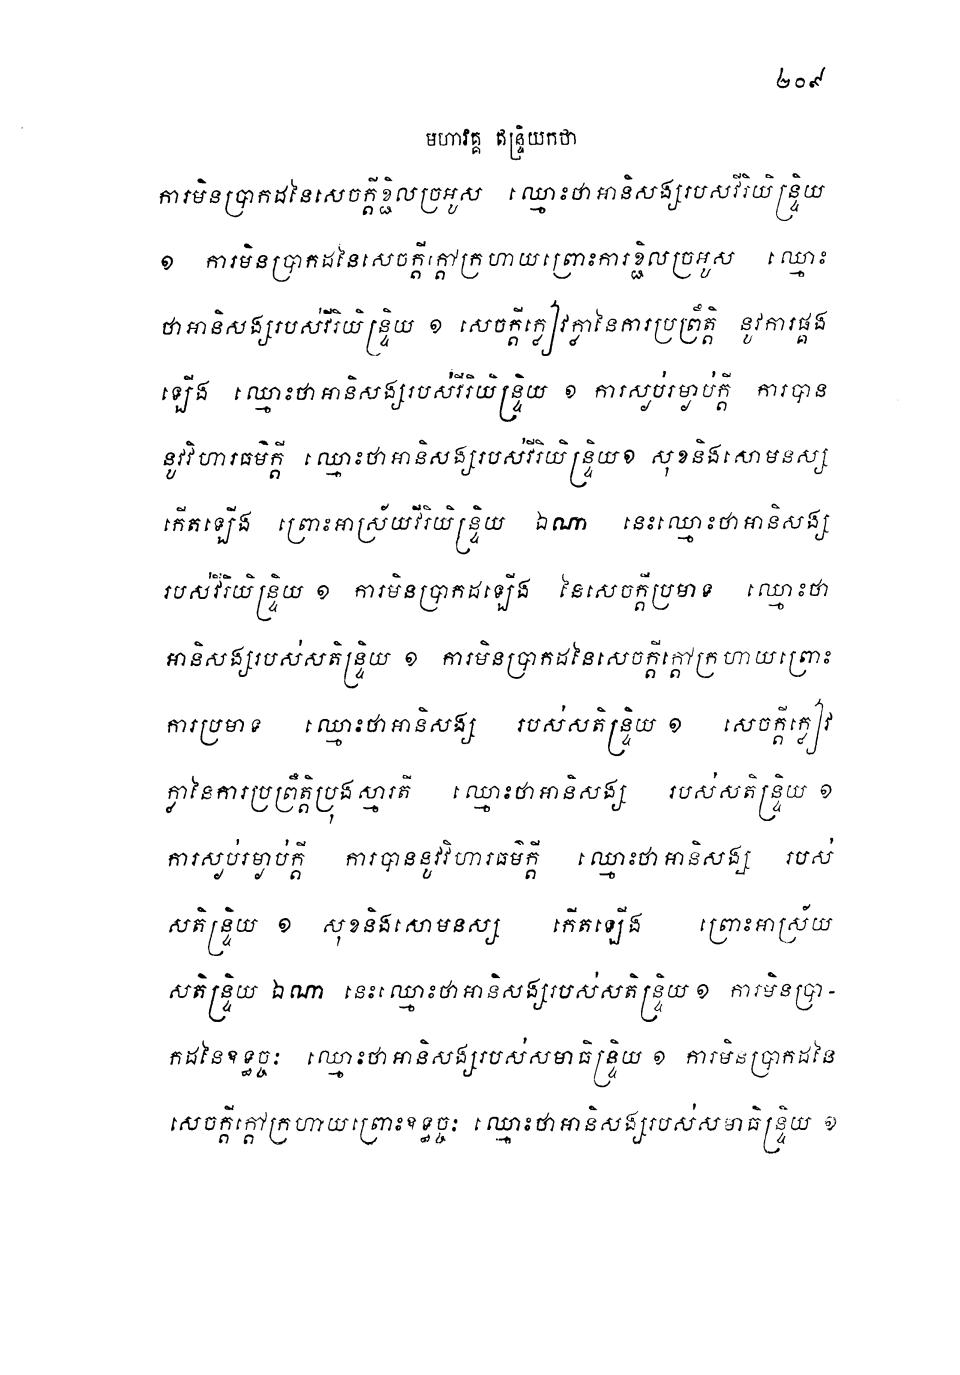 ២០៩
មហាវគ្គ ឥន្ទ្រិយកថា
ការមិនប្រាកដនៃសេចក្តីខ្ជិលច្រអូស ឈ្មោះថាអានិសង្សរបស់វីរិយិន្ទ្រិយ
១ ការមិនប្រាកដនៃសេចក្តីក្តៅក្រហាយព្រោះការខ្ជិលច្រអូស ឈ្មោះ
ថាអានិសង្សរបស់វីរិយិន្ទ្រិយ ១ សេចក្តីក្លៀវក្លានៃការប្រព្រឹត្តិ នូវការផ្គង
ឡើង ឈ្មោះថាអានិសង្សរបស់វីរិយិន្ទ្រិយ ១ ការស្ងប់រម្ងាប់ក្តី ការបាន
នូវវិហារធម៌ក្តី ឈ្មោះថាអានិសង្សរបស់វីរិយិន្ទ្រិយ១ សុខនិងសោមនស្ស
កើតឡើង ព្រោះអាស្រ័យវីរិយិន្ទ្រិយ ឯណា នេះឈ្មោះថាអានិសង្ស
របស់វីរិយិន្ទ្រិយ ១ ការមិនប្រាកដឡើង នៃសេចក្តីប្រមាទ ឈ្មោះថា
អានិសង្សរបស់សតិន្ទ្រិយ ១ ការមិនប្រាកដនៃសេចក្តីក្តៅក្រហាយព្រោះ
ការប្រមាទ ឈ្មោះថាអានិសង្ស របស់សតិន្ទ្រិយ ១ សេចក្តីក្លៀវ
ក្លានៃការប្រព្រឹត្តិប្រុងស្មារតី ឈ្មោះថាអានិសង្ស របស់សតិន្ទ្រិយ ១
ការស្ងប់រម្ងាប់ក្តី ការបាននូវវិហារធម៌ក្តី ឈ្មោះថាអានិសង្ស របស់
សតិន្ទ្រិយ ១ សុខនិងសោមនស្ស កើតឡើង ព្រោះអាស្រ័យ
សតិន្ទ្រិយ ឯណា នេះឈ្មោះថាអានិសង្សរបស់សតិន្ទ្រិយ ១ ការមិនប្រា-
កដនៃឧទ្ធច្ចៈ ឈ្មោះថាអានិសង្សរបស់សមាធិន្ទ្រិយ ១ ការមិនប្រាកដនៃ
សេចក្តីក្តៅក្រហាយព្រោះឧទ្ធច្ចៈ ឈ្មោះថាអានិសង្សរបស់សមាធិន្ទ្រិយ ១